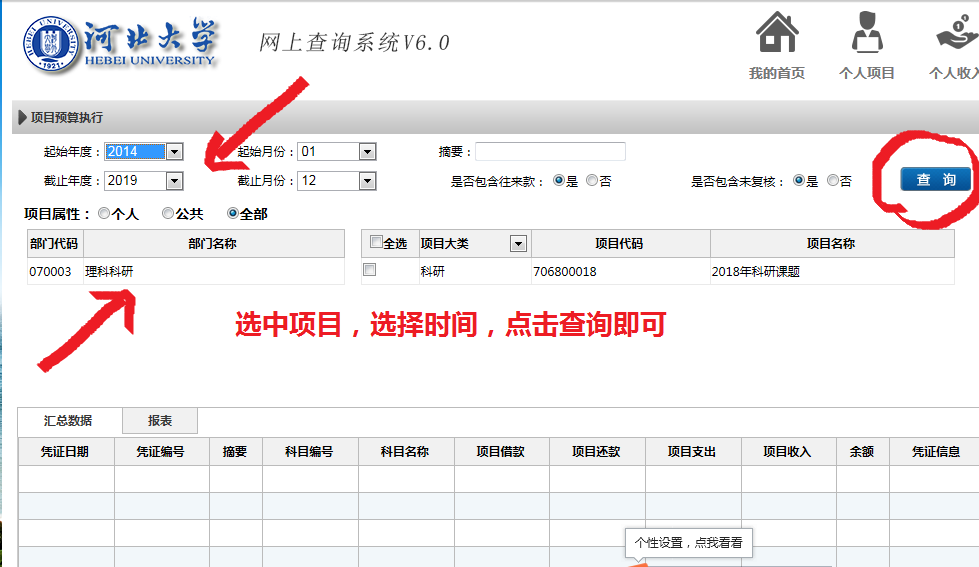 河北大学
HEBEI UNIVERSITY
HEBEI UNIVERSITY
·1921·
网上查询系统V6.0
我的首页 个人项目 个人收入
项目预算执行
起始年度： 2014 起始月份： 01 摘要：
截止年度： 2019 截止月份： 12 是否包含往来款： 是 否 是否包含未复核： 是 否 查 询
项目属性： 个人 公共 全部
部门代码 部门名称 全选 项目大类 项目代码 项目名称
070003 理科科研 科研 706800018 2018年科研课题
选中项目，选择时间，点击查询即可
汇总数据 报表
凭证日期 凭证编号 摘要 科目编号 科目名称 项目借款 项目还款 项目支出 项目收入 余额 凭证信息
个性设置，点我看看